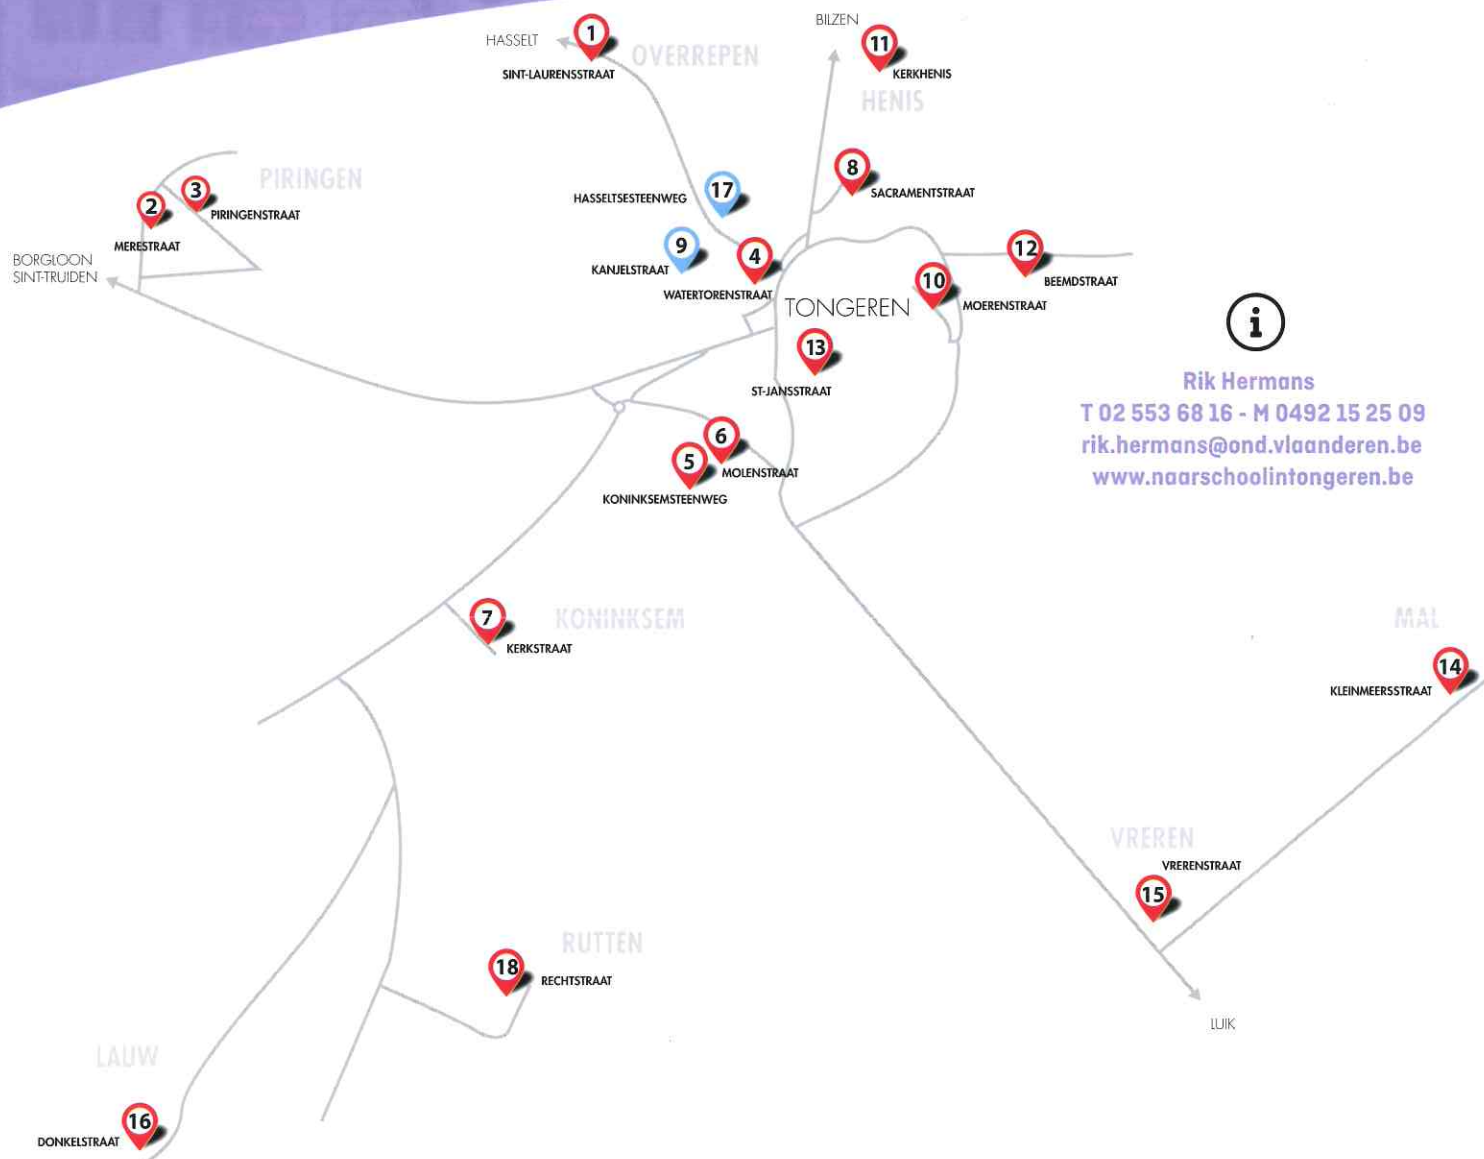 BILZEN
HASSELT
1
OVERREPEN
11
SINT-LAURENSSTRAAT
KERKHENIS
HENIS
PIRINGEN
8
SACRAMENTSTRAAT
3
PIRINGENSTRAAT
2
MERESTRAAT
17
HASSELTSESTEENWEG
9
KANJELSTRAAT
4
WATERTORENSTRAAT
12
BEEMDSTRAAT
BORGLOON
SINT-TRUIDEN
10
MOERENSTRAAT
TONGEREN
13
ST-JANSSTRAAT
i
Rik Hermans
T 02 553 68 16 - M 0492 15 25 09
rik.hermans@ond.vlaanderen.be
www.naarschoolintongeren.be
6
MOLENSTRAAT
5
KONINKSEMSTEENWEG
7
KERKSTRAAT
KONINKSEM
MAL
14
KLEINMEERSSTRAAT
VREREN
VRERENSTRAAT
15
RUTTEN
18
RECHTSTRAAT
LUIK
LAUW
16
DONKELSTRAAT